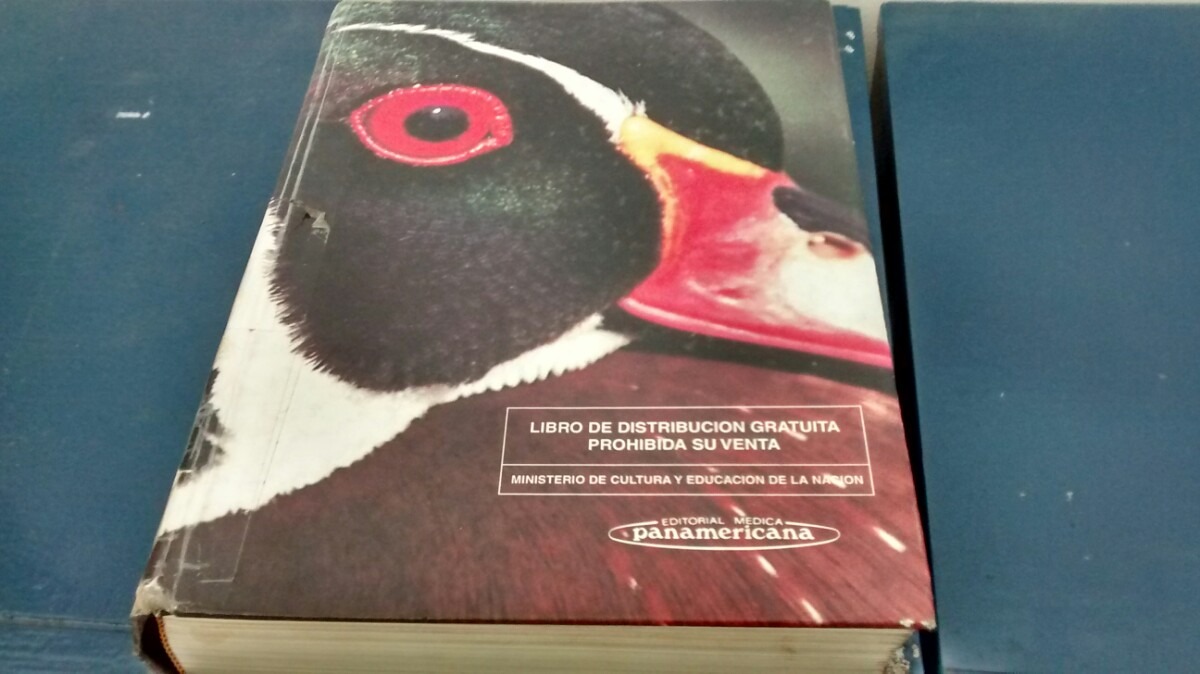 LIBRO DE DISTRIBUCION GRATUITA
PROHIBIDA SU VENTA
MINISTERIO DE CULTURA Y EDUCACION DE LA NACION
EDITORIAL MEDICA
panamericana